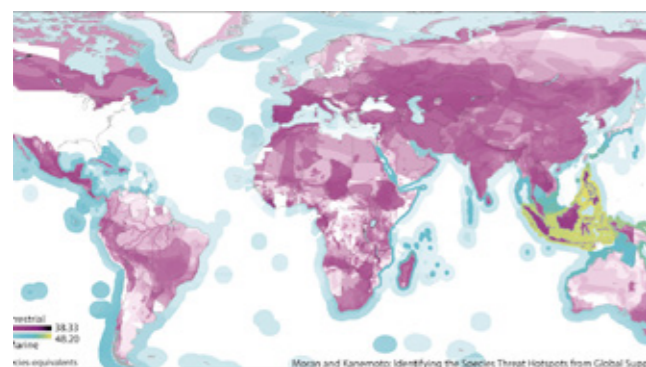 restrial
38.33
48.20
Marine
ecies equivalents
Moran and Kanemoto: Identifying the Species Threat Hotspots from Global Supp